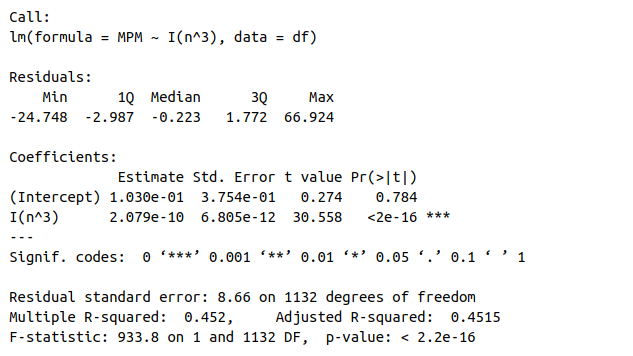 Call:
lm(formula = MPM ~ I(n^3), data = df)
Residuals:
    Min      1Q  Median      3Q     Max
-24.748  -2.987  -0.223   1.772  66.924
Coefficients:
             Estimate Std. Error t value Pr(>|t|)
(Intercept) 1.030e-01  3.754e-01   0.274    0.784
I(n^3)      2.079e-10  6.805e-12  30.558   <2e-16 ***
---
Signif. codes:  0 ‘***’ 0.001 ‘**’ 0.01 ‘*’ 0.05 ‘.’ 0.1 ‘ ’ 1
Residual standard error: 8.66 on 1132 degrees of freedom
Multiple R-squared:  0.452,     Adjusted R-squared:  0.4515
F-statistic: 933.8 on 1 and 1132 DF,  p-value: < 2.2e-16